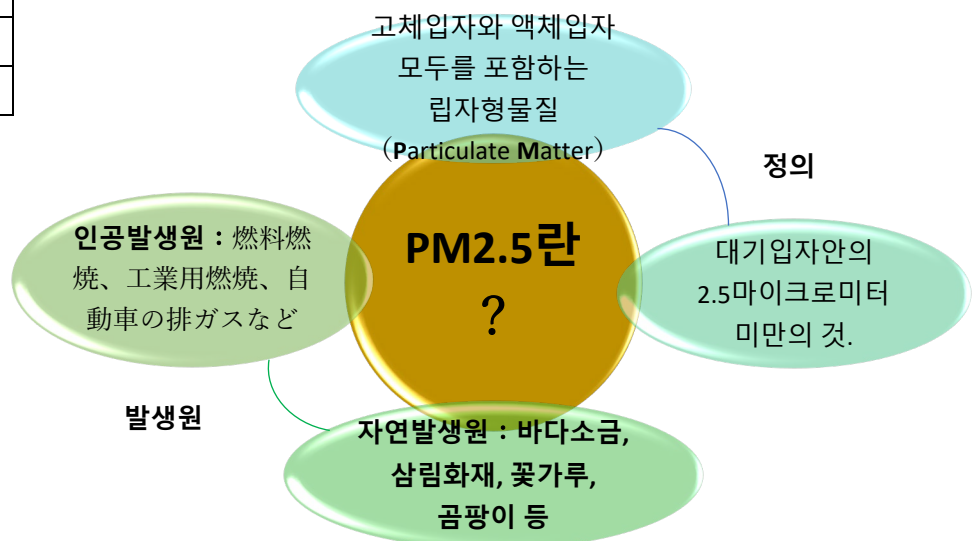 고체입자와 액체입자
모두를 포함하는
립자형물질
（Particulate Matter）
정의
인공발생원：燃料燃
焼、工業用燃焼、自
動車の排ガスなど
PM2.5란
？
대기입자안의
2.5마이크로미터
미만의 것.
발생원
자연발생원：바다소금,
삼림화재, 꽃가루,
곰팡이 등